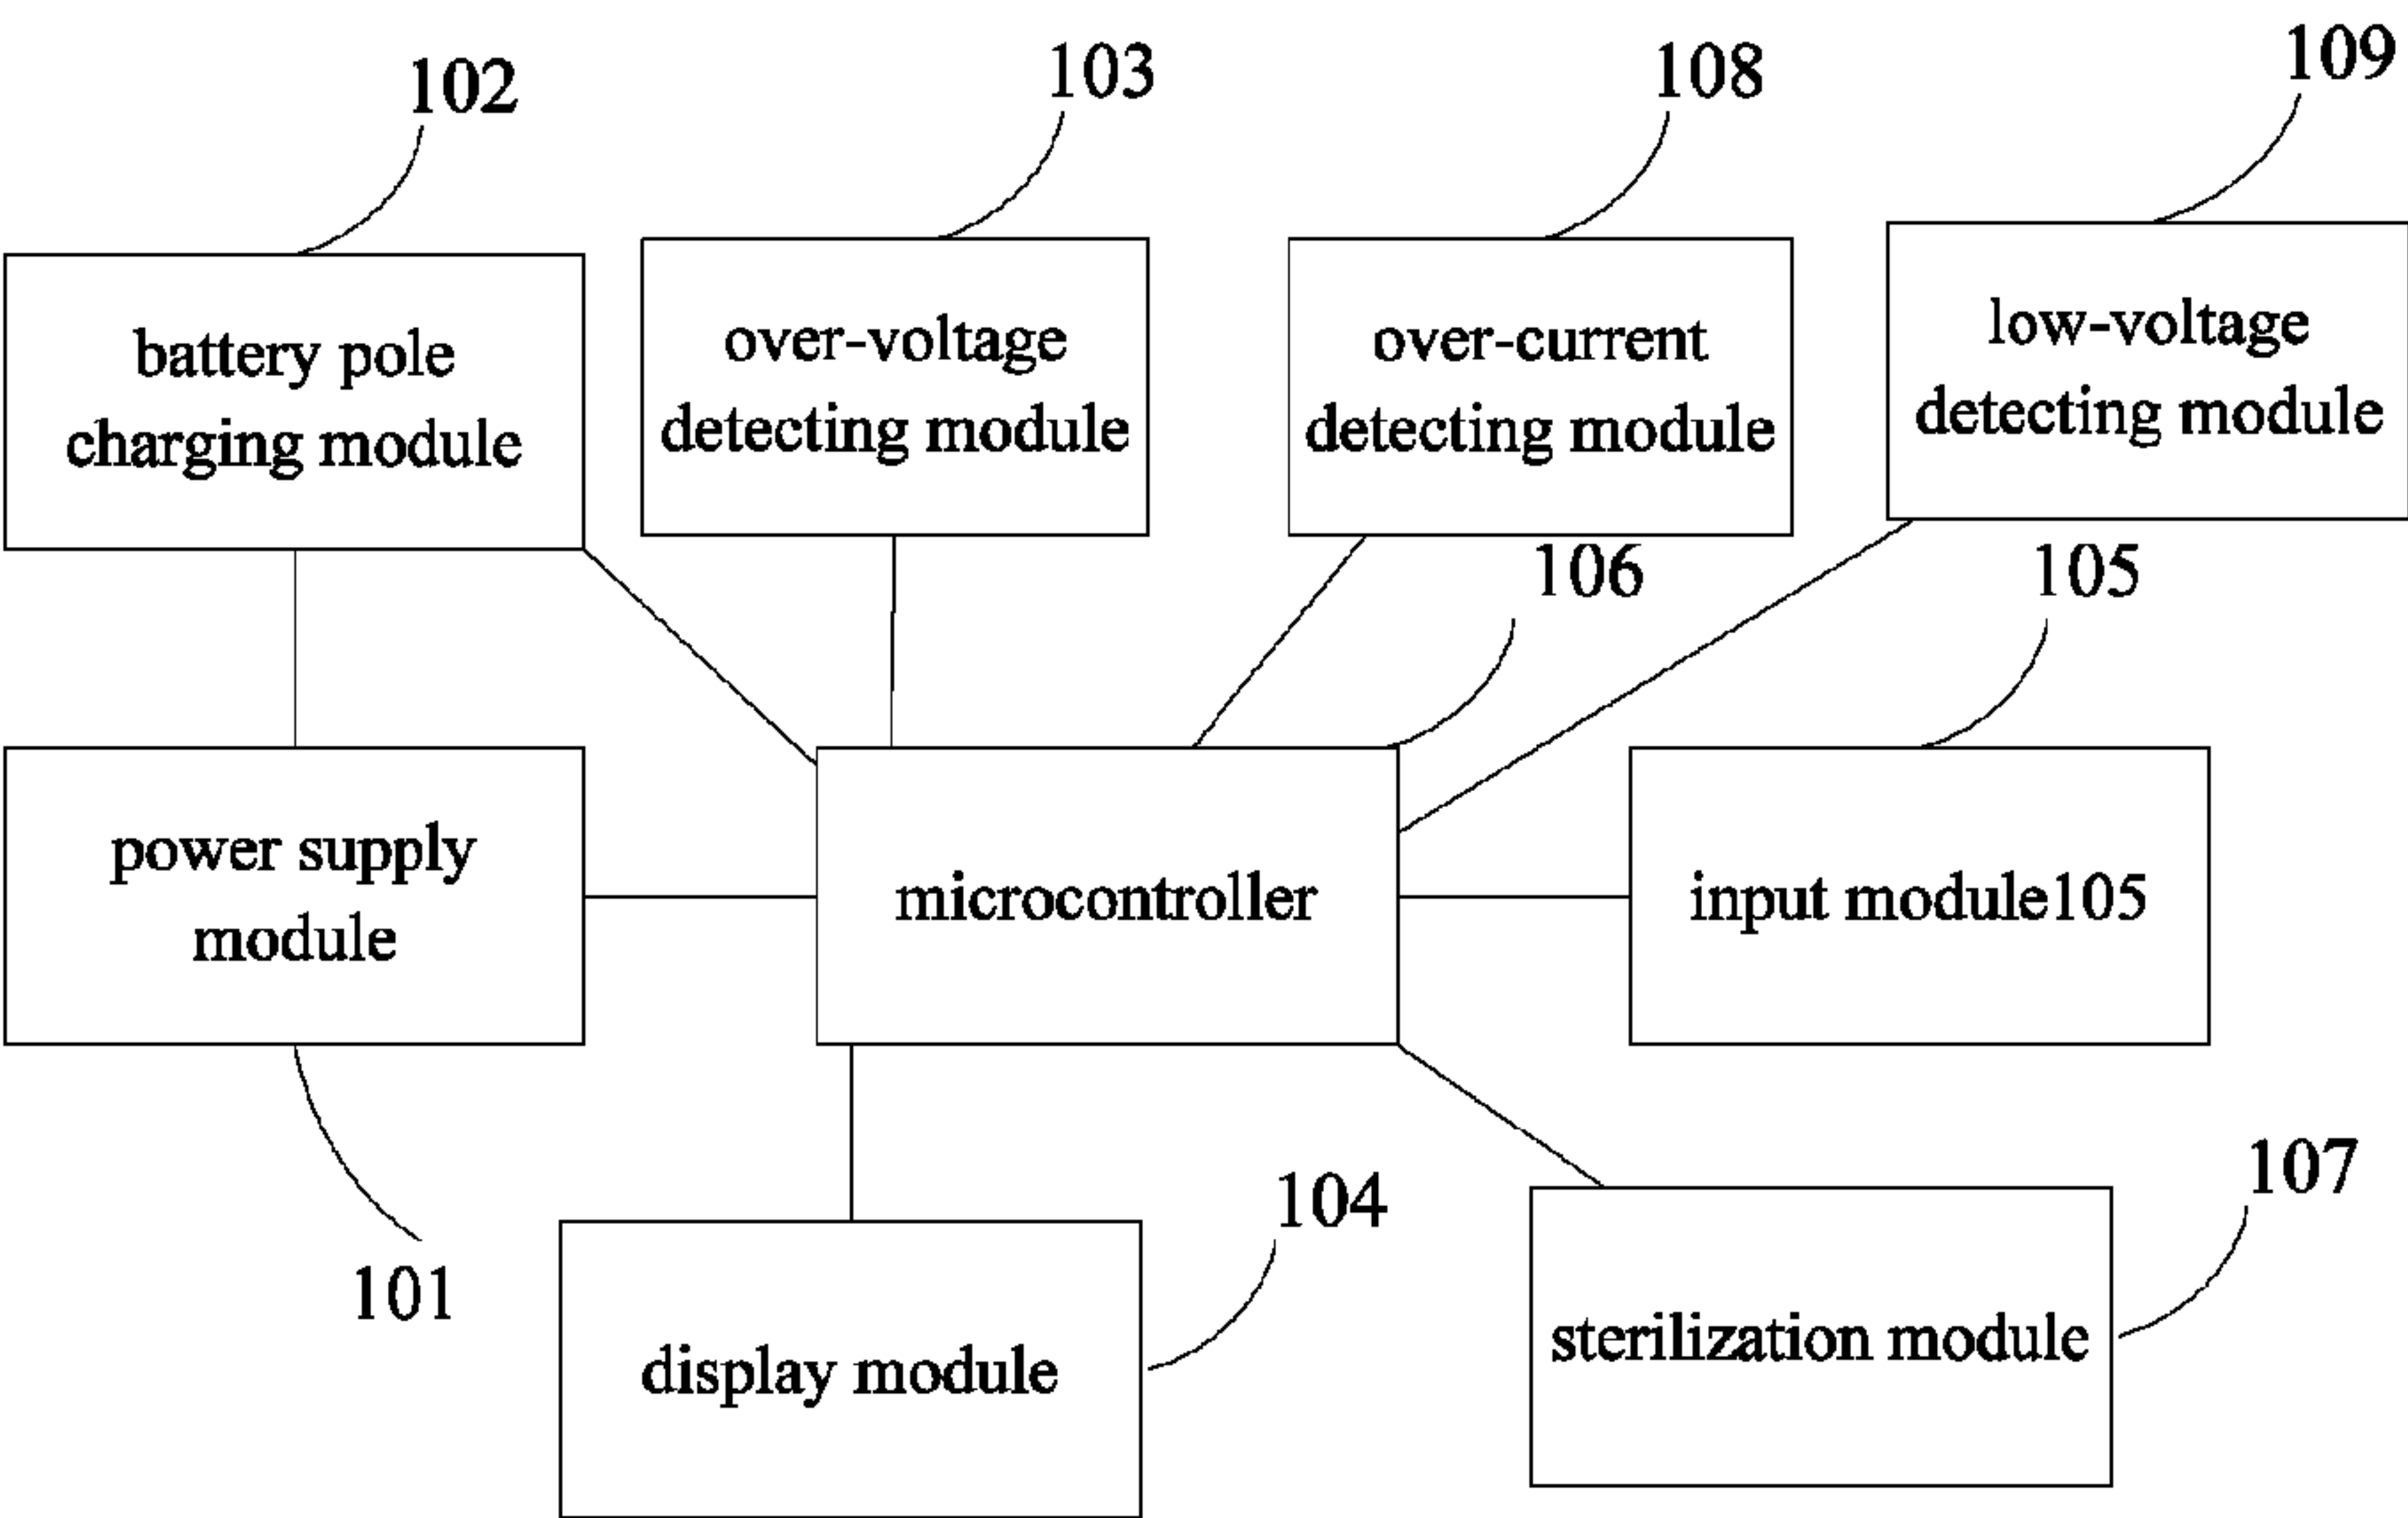 102
103
108
109
battery pole
charging module
over-voltage
detecting module
over-current
detecting module
low-voltage
detecting module
106
105
power supply
module
microcontroller
input module105
101
104
107
display module
sterilization module